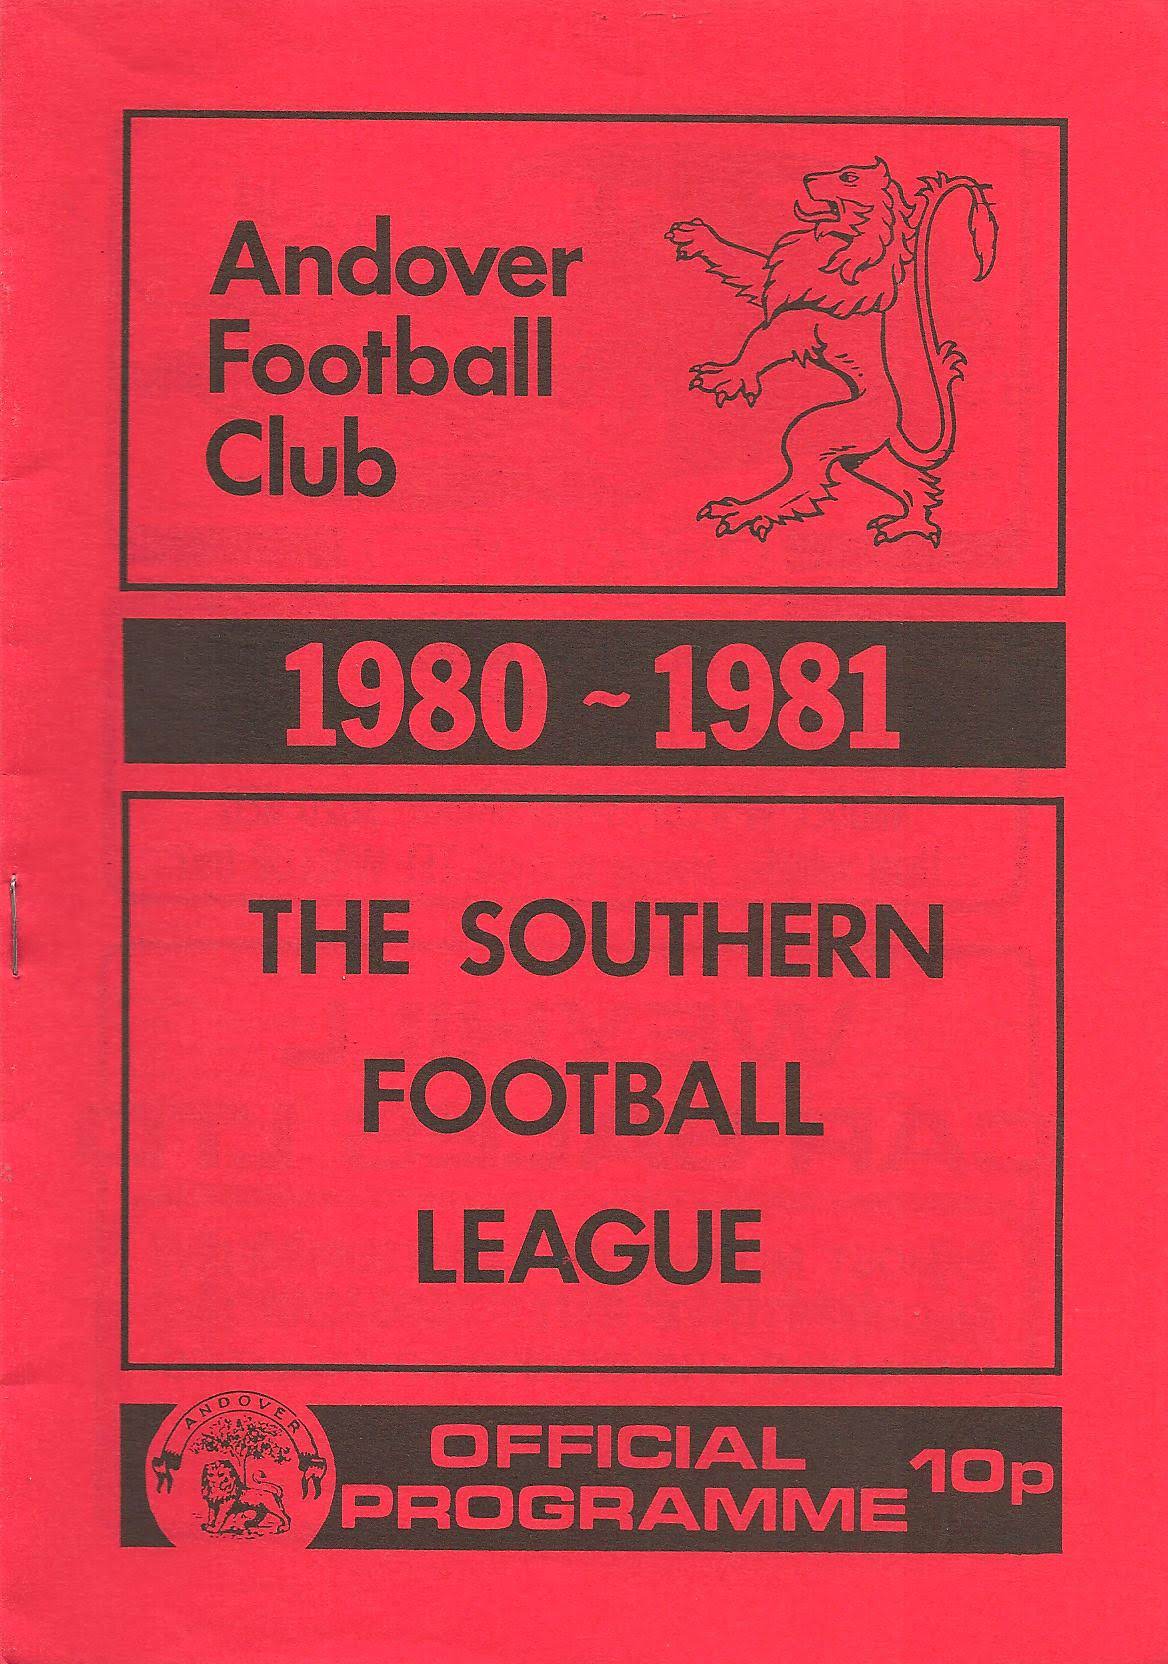 Andover
Football
Club
1980 ~ 1981
THE SOUTHERN
FOOTBALL
LEAGUE
ANDOVER
OFFICIAL
PROGRAMME 10p